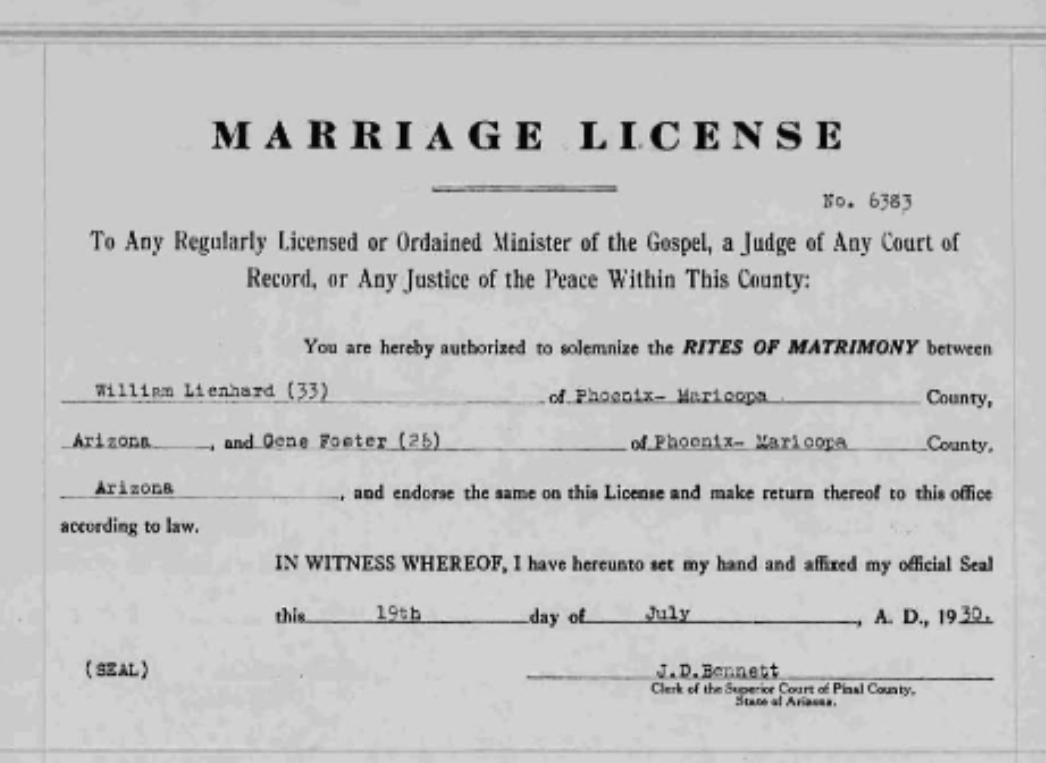 MARRIAGE LICENSE
No. 6383
To Any Regularly Licensed or Ordained Minister of the Gospel, a Judge of Any Court of
Record, or Any Justice of the Peace Within This County:
You are hereby authorized to solemnize the RITES OF MATRIMONY between
William Lienhard (33) of Phoenix- Maricopa County,
Arizona, and Gene Foster of Phoenix- Maricopa County,
Arizona, and endorse the same on this License and make return thereof to this office
according to law.
IN WITNESS WHEREOF, I have hereunto set my hand and affixed my official Seal
this 19th day of July, A. D., 1930.
(SEAL) J.D.Bennett
Clerk of the Superior Court of Pinal County,
State of Arizona.